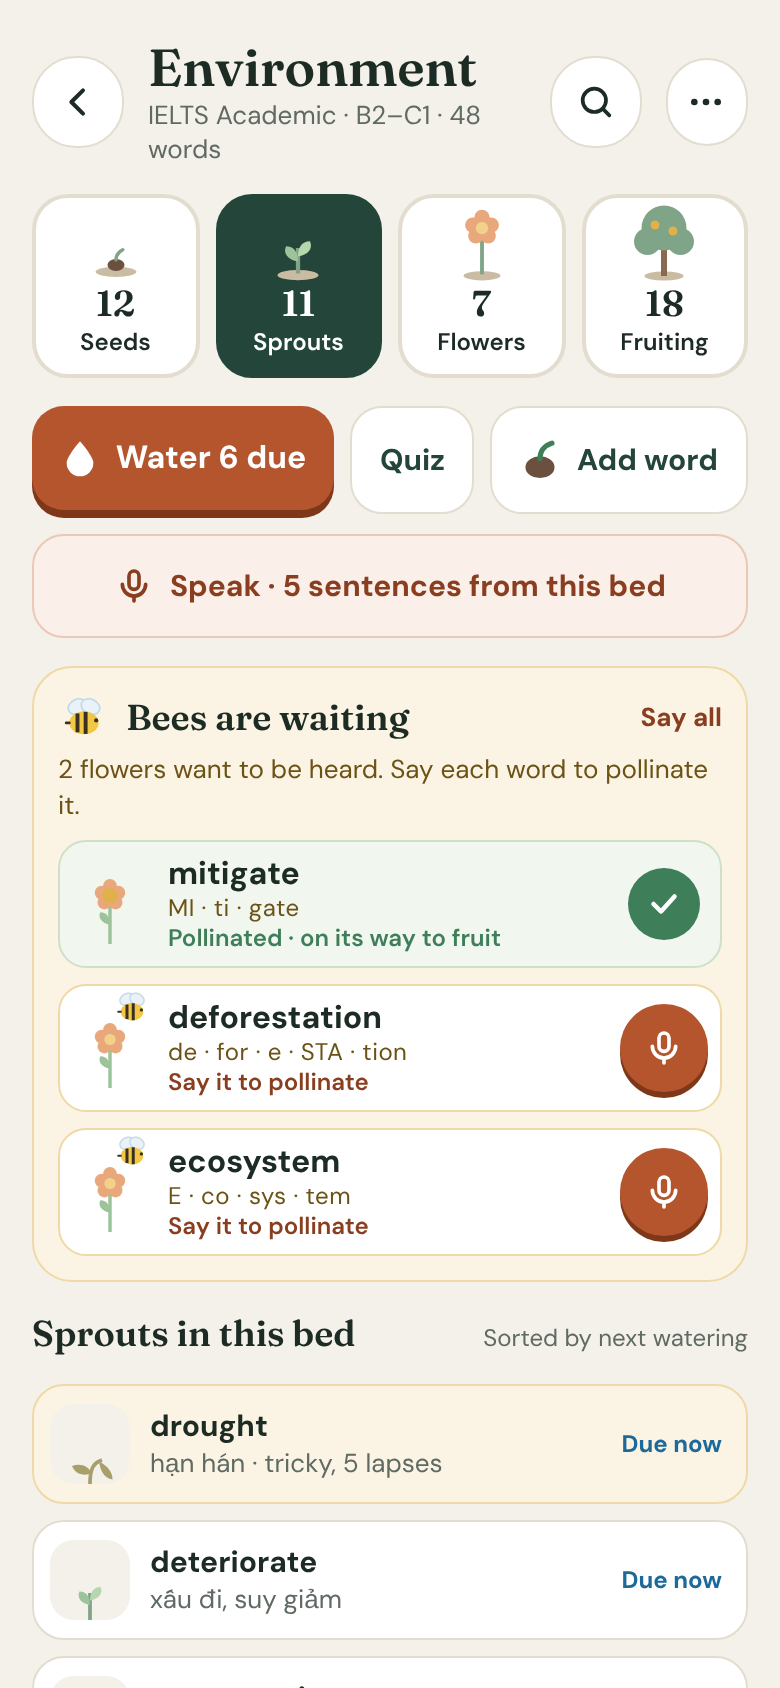 Environment
IELTS Academic · B2–C1 · 48
words
12
Seeds
11
Sprouts
7
Flowers
18
Fruiting
Water 6 due
Quiz
Add word
Speak · 5 sentences from this bed
Bees are waiting
Say all
2 flowers want to be heard. Say each word to pollinate
it.
mitigate
MI · ti · gate
Pollinated · on its way to fruit
deforestation
de · for · e · STA · tion
Say it to pollinate
ecosystem
E · co · sys · tem
Say it to pollinate
Sprouts in this bed
Sorted by next watering
drought
hạn hán · tricky, 5 lapses
Due now
deteriorate
xấu đi, suy giảm
Due now